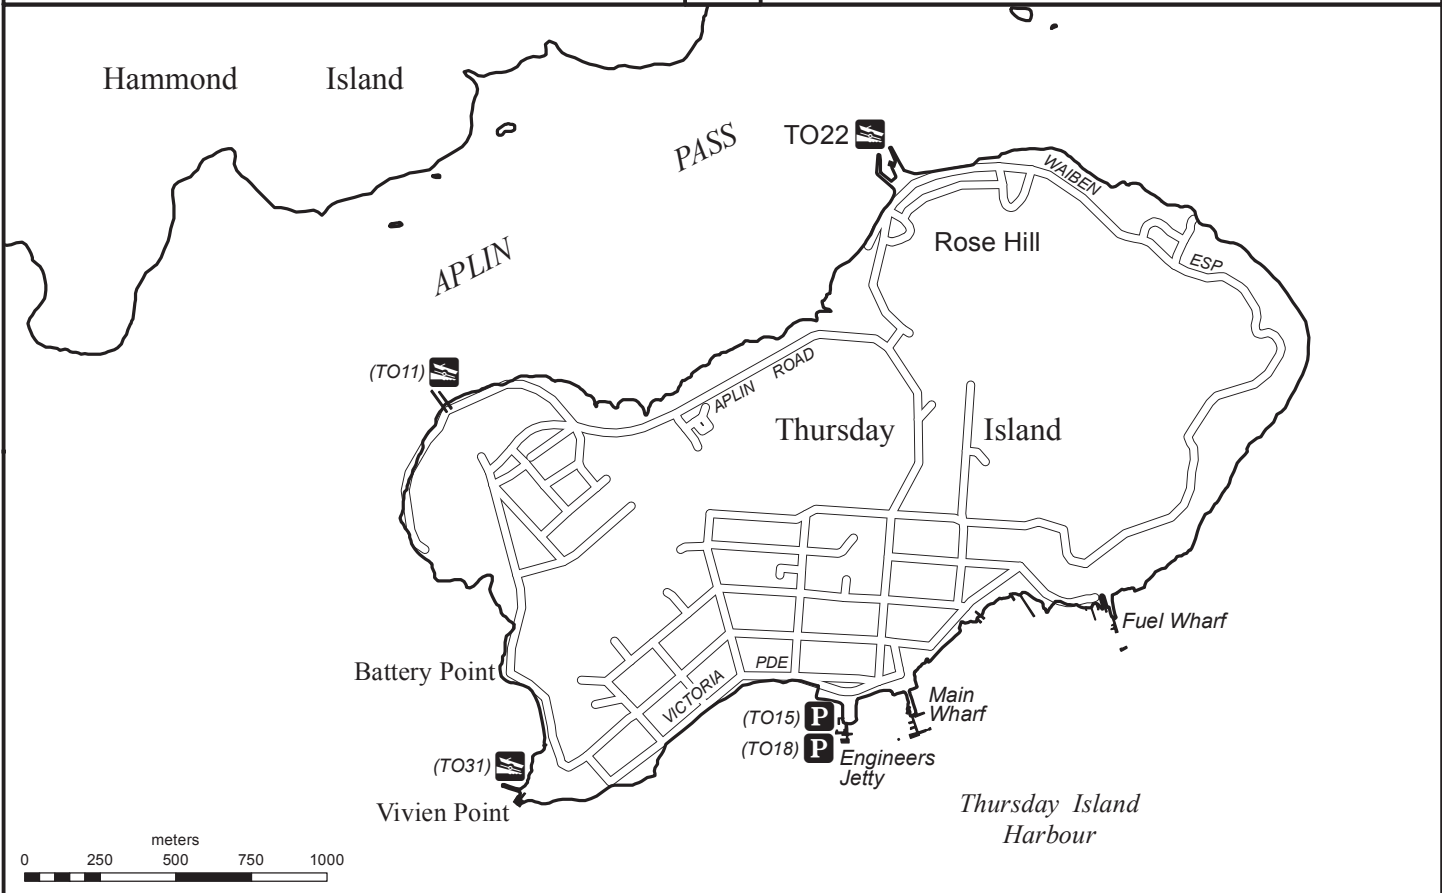 Hammond Island
PASS
TO22
WAIBEN
Rose Hill
APLIN
ESP
(TO11)
APLIN ROAD
Thursday Island
Fuel Wharf
Battery Point
PDE
VICTORIA
Main
Wharf
(TO15) P
(TO18) P
Engineers
Jetty
(TO31)
Vivien Point
Thursday Island
Harbour
meters
0 250 500 750 1000